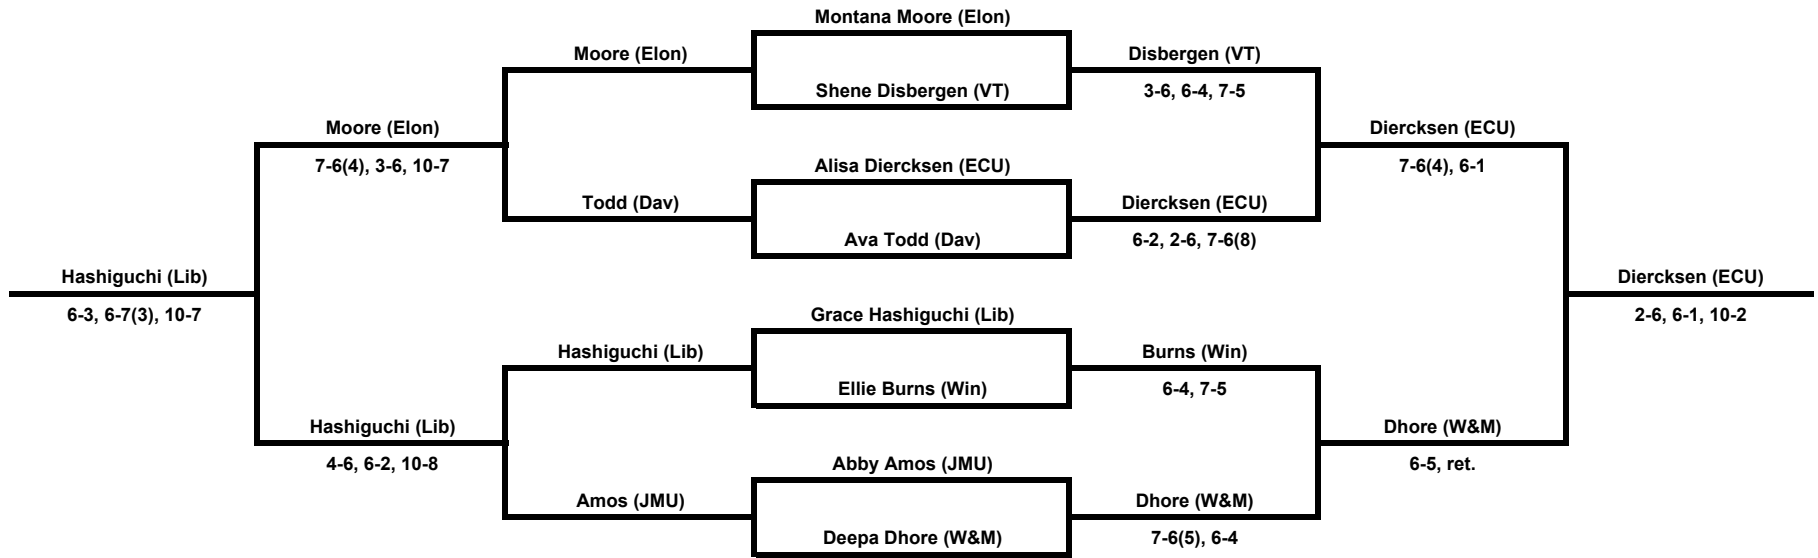 Montana Moore (Elon)
Moore (Elon)
Disbergen (VT)
Shene Disbergen (VT)
3-6, 6-4, 7-5
Moore (Elon)
Diercksen (ECU)
7-6(4), 3-6, 10-7
Alisa Diercksen (ECU)
7-6(4), 6-1
Todd (Dav)
Diercksen (ECU)
Ava Todd (Dav)
6-2, 2-6, 7-6(8)
Hashiguchi (Lib)
Diercksen (ECU)
6-3, 6-7(3), 10-7
Grace Hashiguchi (Lib)
2-6, 6-1, 10-2
Hashiguchi (Lib)
Burns (Win)
Ellie Burns (Win)
6-4, 7-5
Hashiguchi (Lib)
Dhore (W&M)
4-6, 6-2, 10-8
Abby Amos (JMU)
6-5, ret.
Amos (JMU)
Dhore (W&M)
Deepa Dhore (W&M)
7-6(5), 6-4